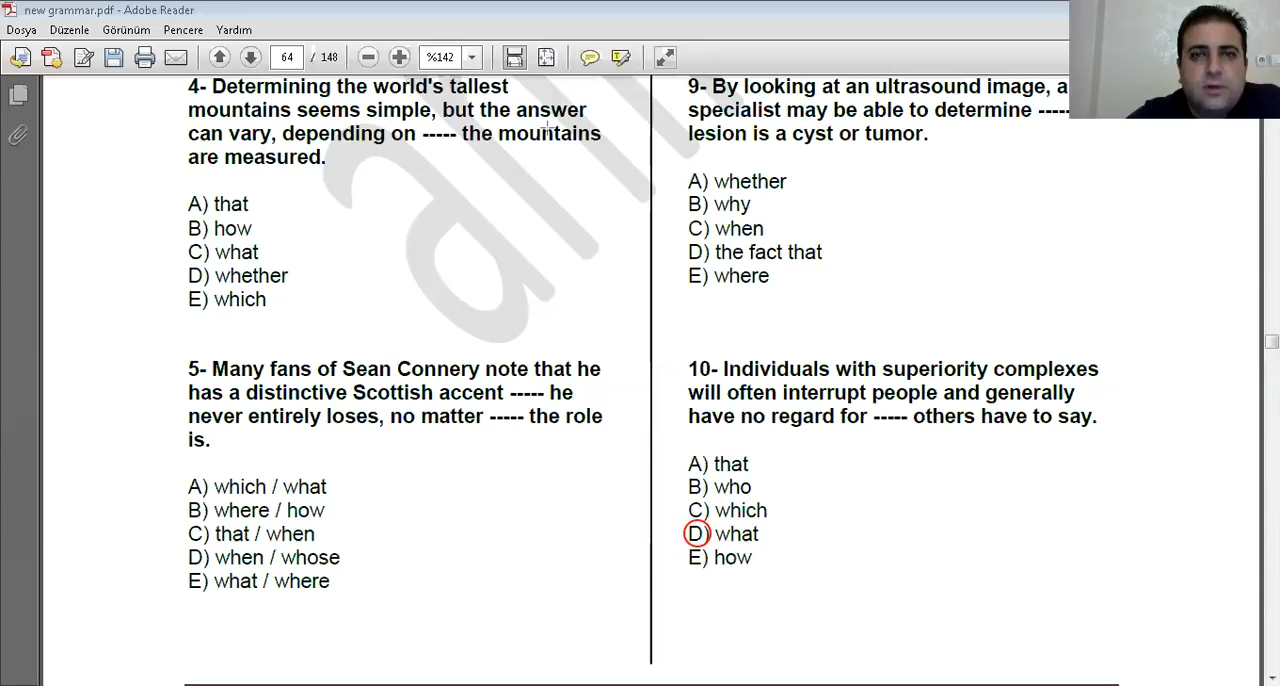 new grammar.pdf - Adobe Reader
Dosya Düzenle Görünüm Pencere Yardım
64 / 148 %142
4- Determining the world's tallest
mountains seems simple, but the answer
can vary, depending on ----- the mountains
are measured.
A) that
B) how
C) what
D) whether
E) which
5- Many fans of Sean Connery note that he
has a distinctive Scottish accent ----- he
never entirely loses, no matter ----- the role
is.
A) which / what
B) where / how
C) that / when
D) when / whose
E) what / where
9- By looking at an ultrasound image, a
specialist may be able to determine -----
lesion is a cyst or tumor.
A) whether
B) why
C) when
D) the fact that
E) where
10- Individuals with superiority complexes
will often interrupt people and generally
have no regard for ----- others have to say.
A) that
B) who
C) which
D) what
E) how